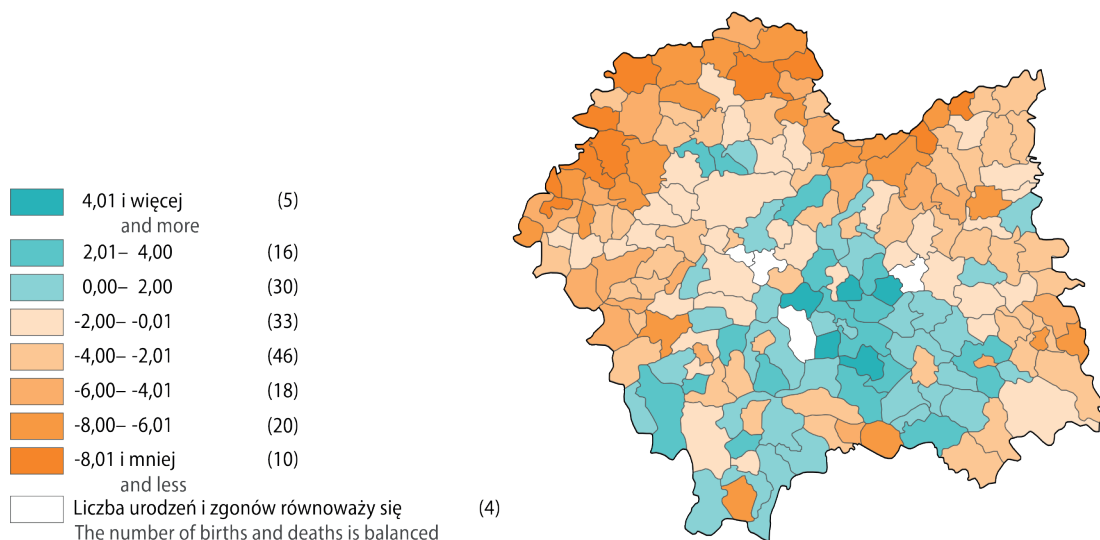 4,01 i więcej (5)
and more
2,01– 4,00 (16)
0,00– 2,00 (30)
-2,00– -0,01 (33)
-4,00– -2,01 (46)
-6,00– -4,01 (18)
-8,00– -6,01 (20)
-8,01 i mniej (10)
and less
Liczba urodzeń i zgonów równoważy się (4)
The number of births and deaths is balanced